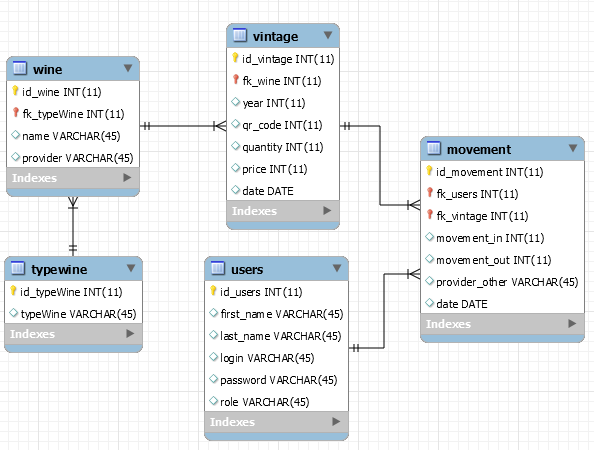 wine
id_wine INT(11)
fk_typeWine INT(11)
name VARCHAR(45)
provider VARCHAR(45)
Indexes
vintage
id_vintage INT(11)
fk_wine INT(11)
year INT(11)
qr_code INT(11)
quantity INT(11)
price INT(11)
date DATE
Indexes
movement
id_movement INT(11)
fk_users INT(11)
fk_vintage INT(11)
movement_in INT(11)
movement_out INT(11)
provider_other VARCHAR(45)
date DATE
Indexes
typewine
id_typeWine INT(11)
typeWine VARCHAR(45)
Indexes
users
id_users INT(11)
first_name VARCHAR(45)
last_name VARCHAR(45)
login VARCHAR(45)
password VARCHAR(45)
role VARCHAR(45)
Indexes